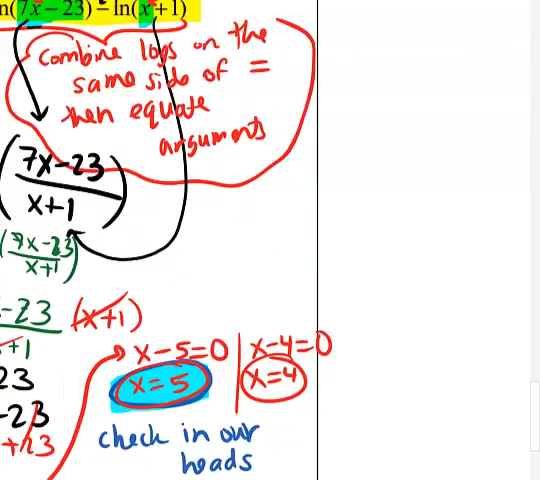 n(7x − 23) − ln(x + 1)
combine logs on the
same side of =
then equate
arguments
(7x-23
x+1)
(7x-23
x+1)
-23 (x+1)
+1
x-5=0 | x-4=0
23 x=5 | x=4
-23
+23
check in our
heads